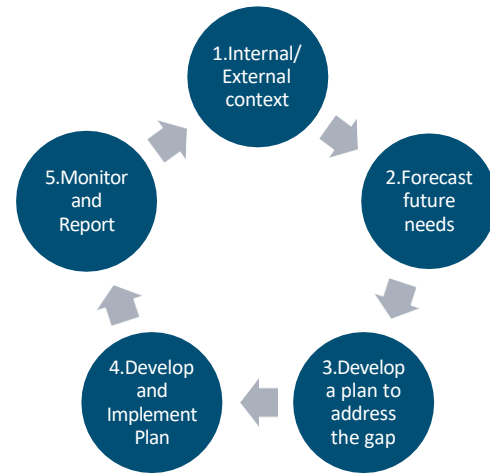 1.Internal/
External
context
2.Forecast
future
needs
3.Develop
a plan to
address
the gap
4.Develop
and
Implement
Plan
5.Monitor
and
Report